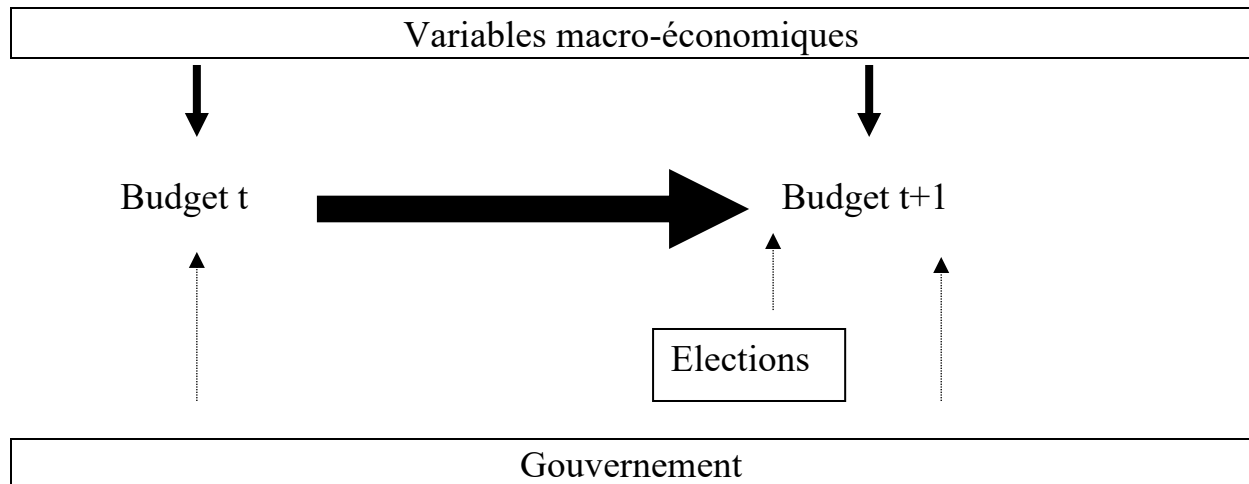 Variables macro-économiques
Budget t
Budget t+1
Elections
Gouvernement